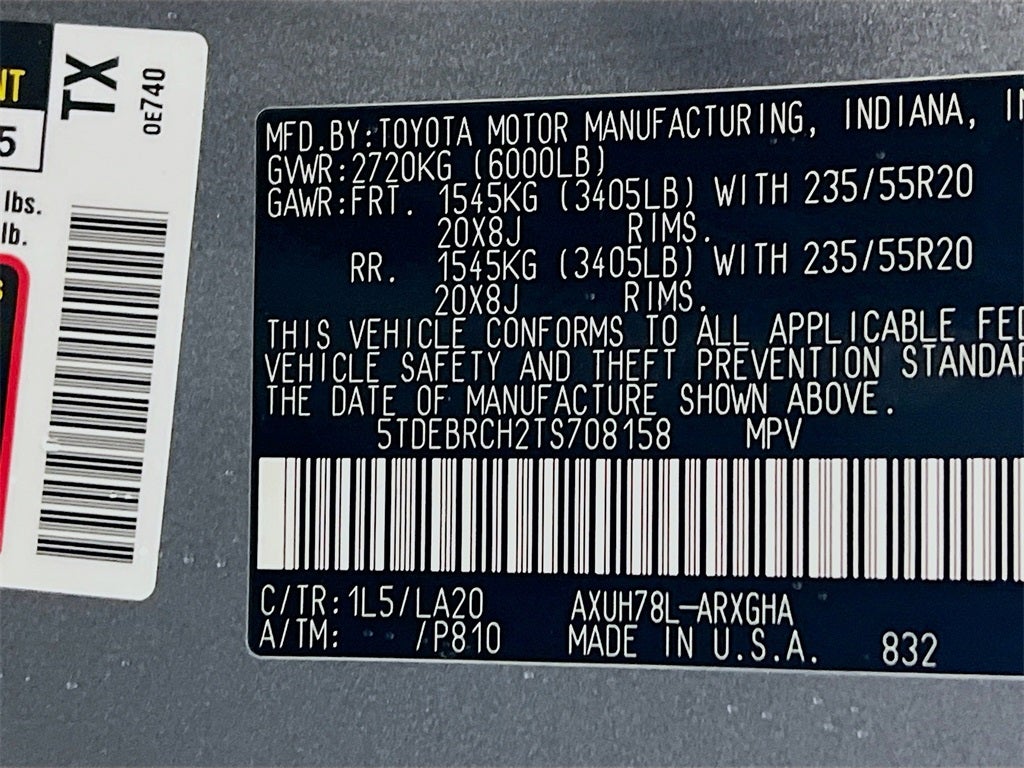 NT
5
lbs.
lb.
S
TX
0E740
MFD.BY:TOYOTA MOTOR MANUFACTURING, INDIANA, IN
GVWR:2720KG (6000LB)
GAWR:FRT. 1545KG (3405LB) WITH 235/55R20
20X8J RIMS.
RR. 1545KG (3405LB) WITH 235/55R20
20X8J RIMS.
THIS VEHICLE CONFORMS TO ALL APPLICABLE FED
VEHICLE SAFETY AND THEFT PREVENTION STANDAR
THE DATE OF MANUFACTURE SHOWN ABOVE.
5TDEBRCH2TS708158 MPV
C/TR:1L5/LA20 AXUH78L-ARXGHA
A/TM: -- /P810 MADE IN U.S.A. 832